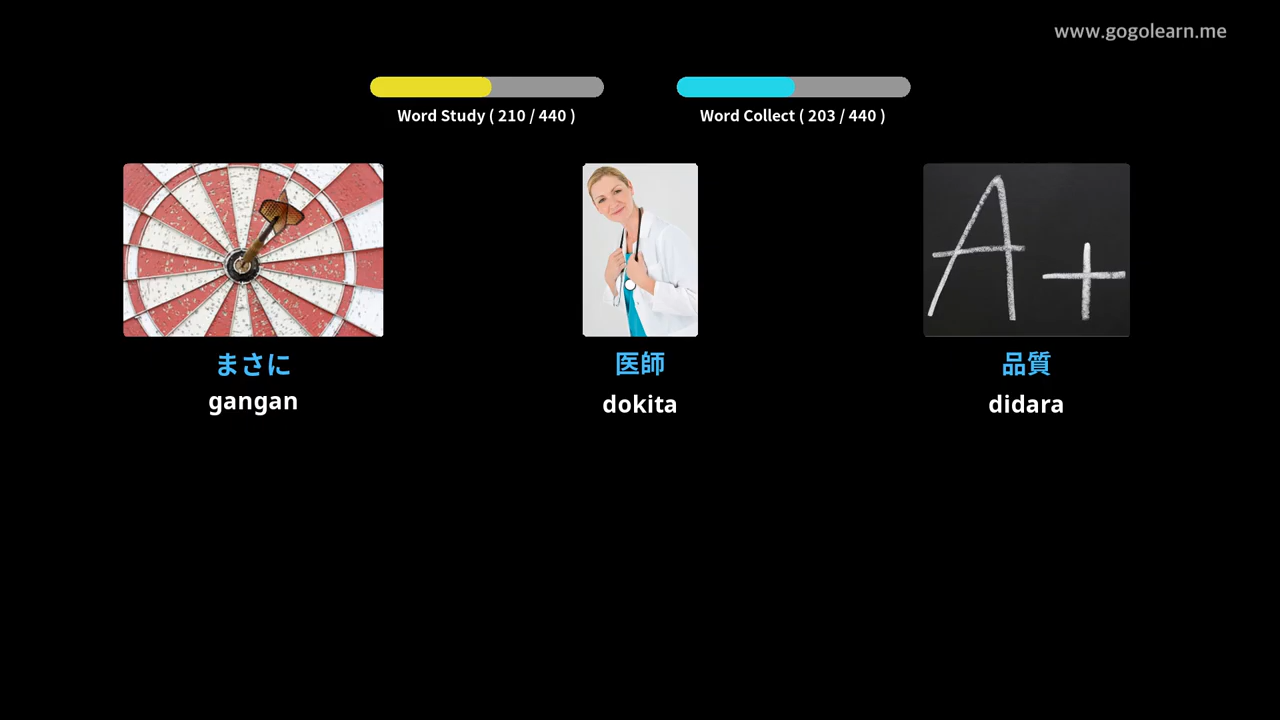 www.gogolearn.me
Word Study ( 210 / 440 )
Word Collect ( 203 / 440 )
A+
まさに
医師
品質
gangan
dokita
didara